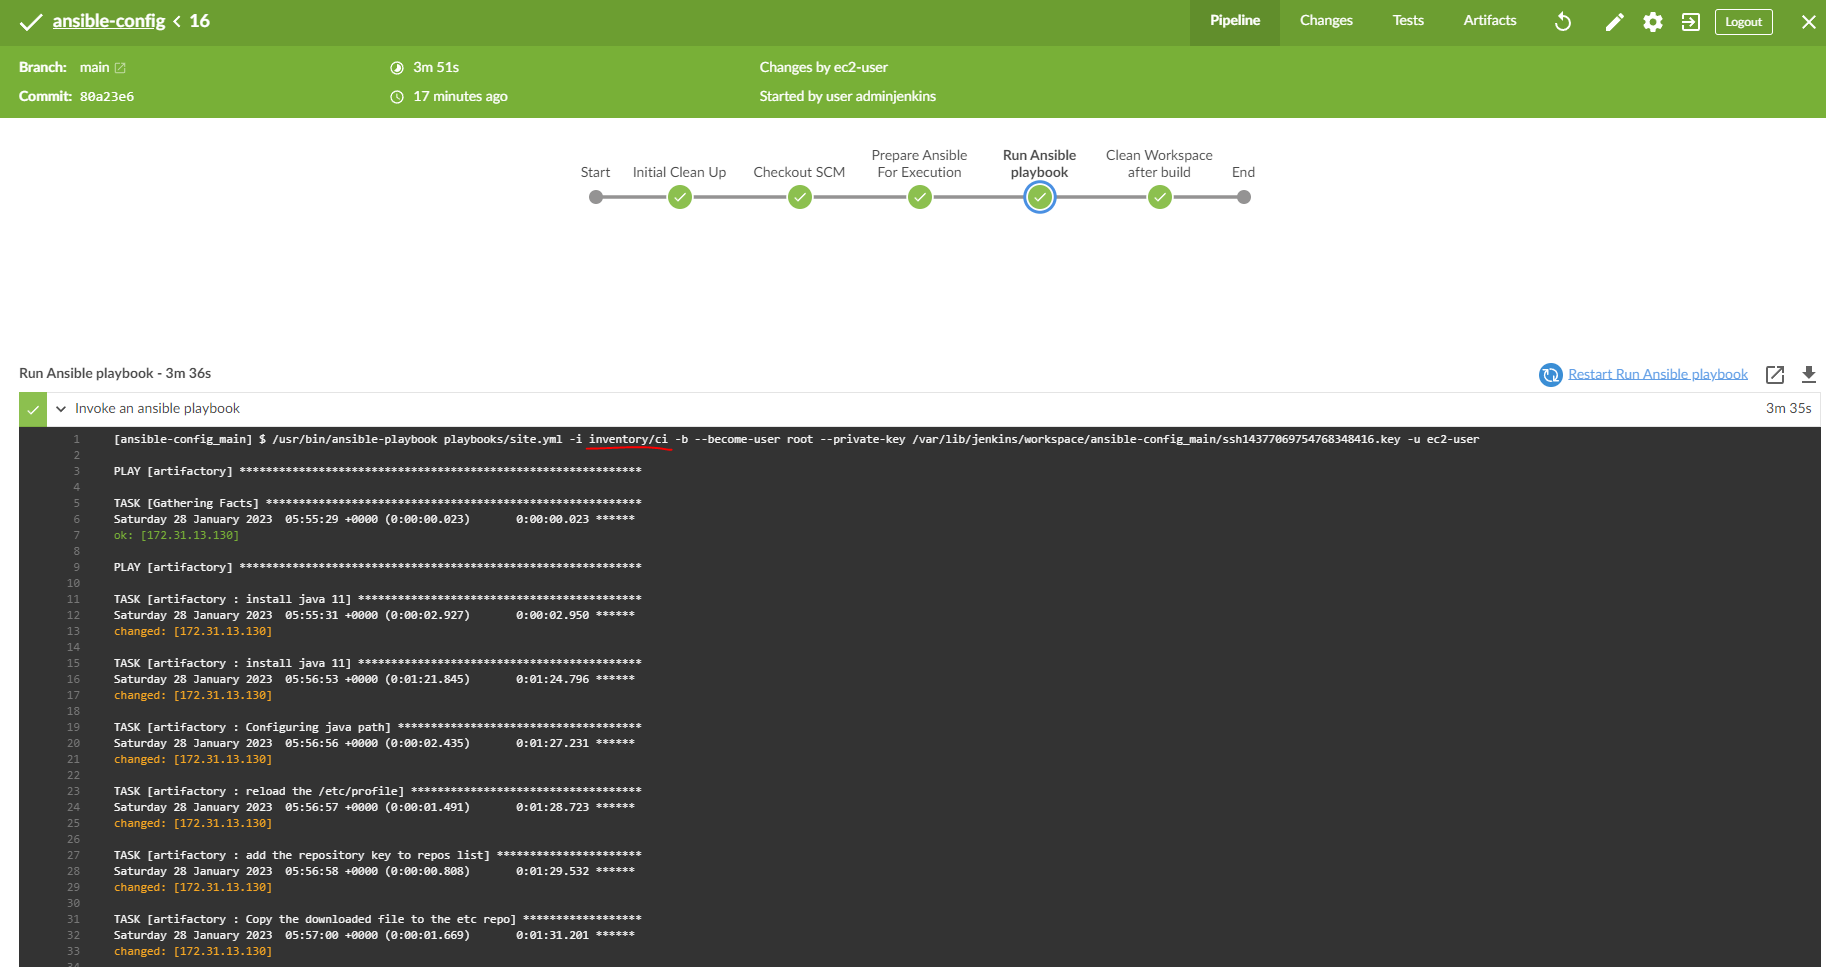 ansible-config < 16
Pipeline Changes Tests Artifacts Logout
Branch: main 3m 51s Changes by ec2-user
Commit: 80a23e6 17 minutes ago Started by user adminjenkins
Start Initial Clean Up Checkout SCM Prepare Ansible For Execution Run Ansible playbook Clean Workspace after build End
Run Ansible playbook - 3m 36s Restart Run Ansible playbook
Invoke an ansible playbook 3m 35s
1 [ansible-config_main] $ /usr/bin/ansible-playbook playbooks/site.yml -i inventory/ci -b --become-user root --private-key /var/lib/jenkins/workspace/ansible-config_main/ssh14377069754768348416.key -u ec2-user
2
3 PLAY [artifactory] *************************************************************
4
5 TASK [Gathering Facts] *********************************************************
6 Saturday 28 January 2023  05:55:29 +0000 (0:00:00.023)       0:00:00.023 ******
7 ok: [172.31.13.130]
8
9 PLAY [artifactory] *************************************************************
10
11 TASK [artifactory : install java 11] *******************************************
12 Saturday 28 January 2023  05:55:31 +0000 (0:00:02.927)       0:00:02.950 ******
13 changed: [172.31.13.130]
14
15 TASK [artifactory : install java 11] *******************************************
16 Saturday 28 January 2023  05:56:53 +0000 (0:01:21.845)       0:01:24.796 ******
17 changed: [172.31.13.130]
18
19 TASK [artifactory : Configuring java path] *************************************
20 Saturday 28 January 2023  05:56:56 +0000 (0:00:02.435)       0:01:27.231 ******
21 changed: [172.31.13.130]
22
23 TASK [artifactory : reload the /etc/profile] ***********************************
24 Saturday 28 January 2023  05:56:57 +0000 (0:00:01.491)       0:01:28.723 ******
25 changed: [172.31.13.130]
26
27 TASK [artifactory : add the repository key to repos list] **********************
28 Saturday 28 January 2023  05:56:58 +0000 (0:00:00.808)       0:01:29.532 ******
29 changed: [172.31.13.130]
30
31 TASK [artifactory : Copy the downloaded file to the etc repo] ******************
32 Saturday 28 January 2023  05:57:00 +0000 (0:00:01.669)       0:01:31.201 ******
33 changed: [172.31.13.130]
34